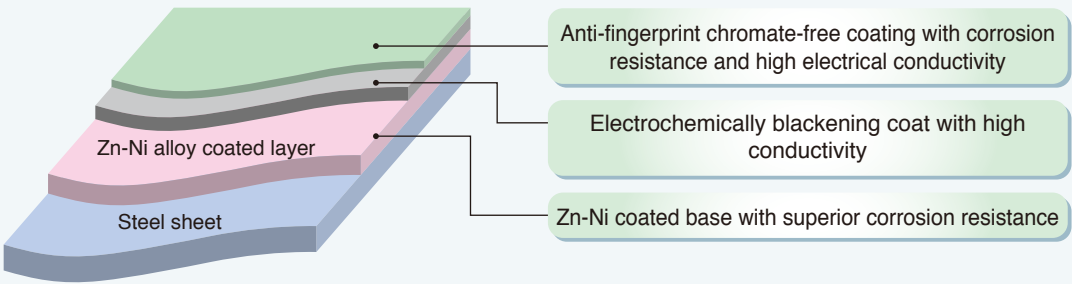 Anti-fingerprint chromate-free coating with corrosion
resistance and high electrical conductivity
Electrochemically blackening coat with high
conductivity
Zn-Ni alloy coated layer
Zn-Ni coated base with superior corrosion resistance
Steel sheet